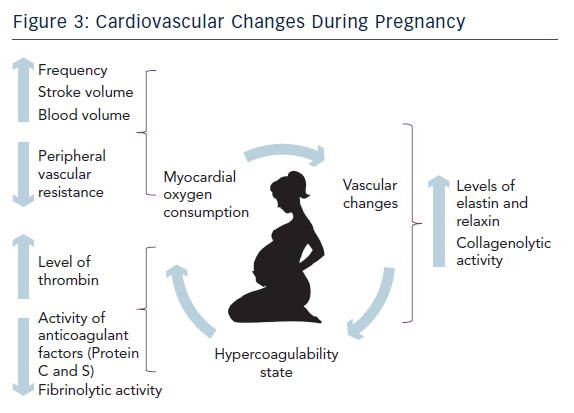 Figure 3: Cardiovascular Changes During Pregnancy
Frequency
Stroke volume
Blood volume
Peripheral
vascular
resistance
Myocardial
oxygen
consumption
Vascular
changes
Levels of
elastin and
relaxin
Collagenolytic
activity
Level of
thrombin
Activity of
anticoagulant
factors (Protein
C and S)
Fibrinolytic activity
Hypercoagulability
state